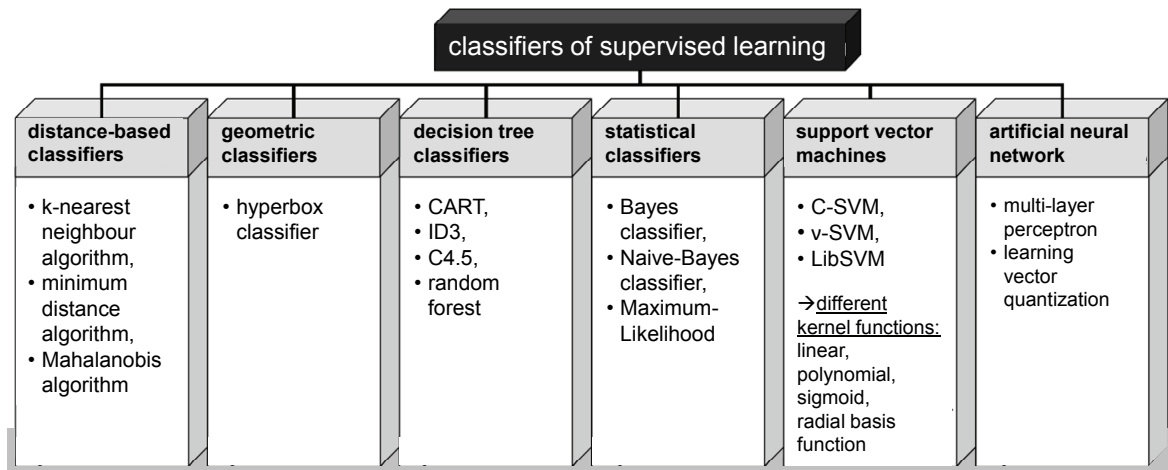 classifiers of supervised learning
distance-based
classifiers
• k-nearest
neighbour
algorithm,
• minimum
distance
algorithm,
• Mahalanobis
algorithm
geometric
classifiers
• hyperbox
classifier
decision tree
classifiers
• CART,
• ID3,
• C4.5,
• random
forest
statistical
classifiers
• Bayes
classifier,
• Naive-Bayes
classifier,
• Maximum-
Likelihood
support vector
machines
• C-SVM,
• ν-SVM,
• LibSVM
→different
kernel functions:
linear,
polynomial,
sigmoid,
radial basis
function
artificial neural
network
• multi-layer
perceptron
• learning
vector
quantization